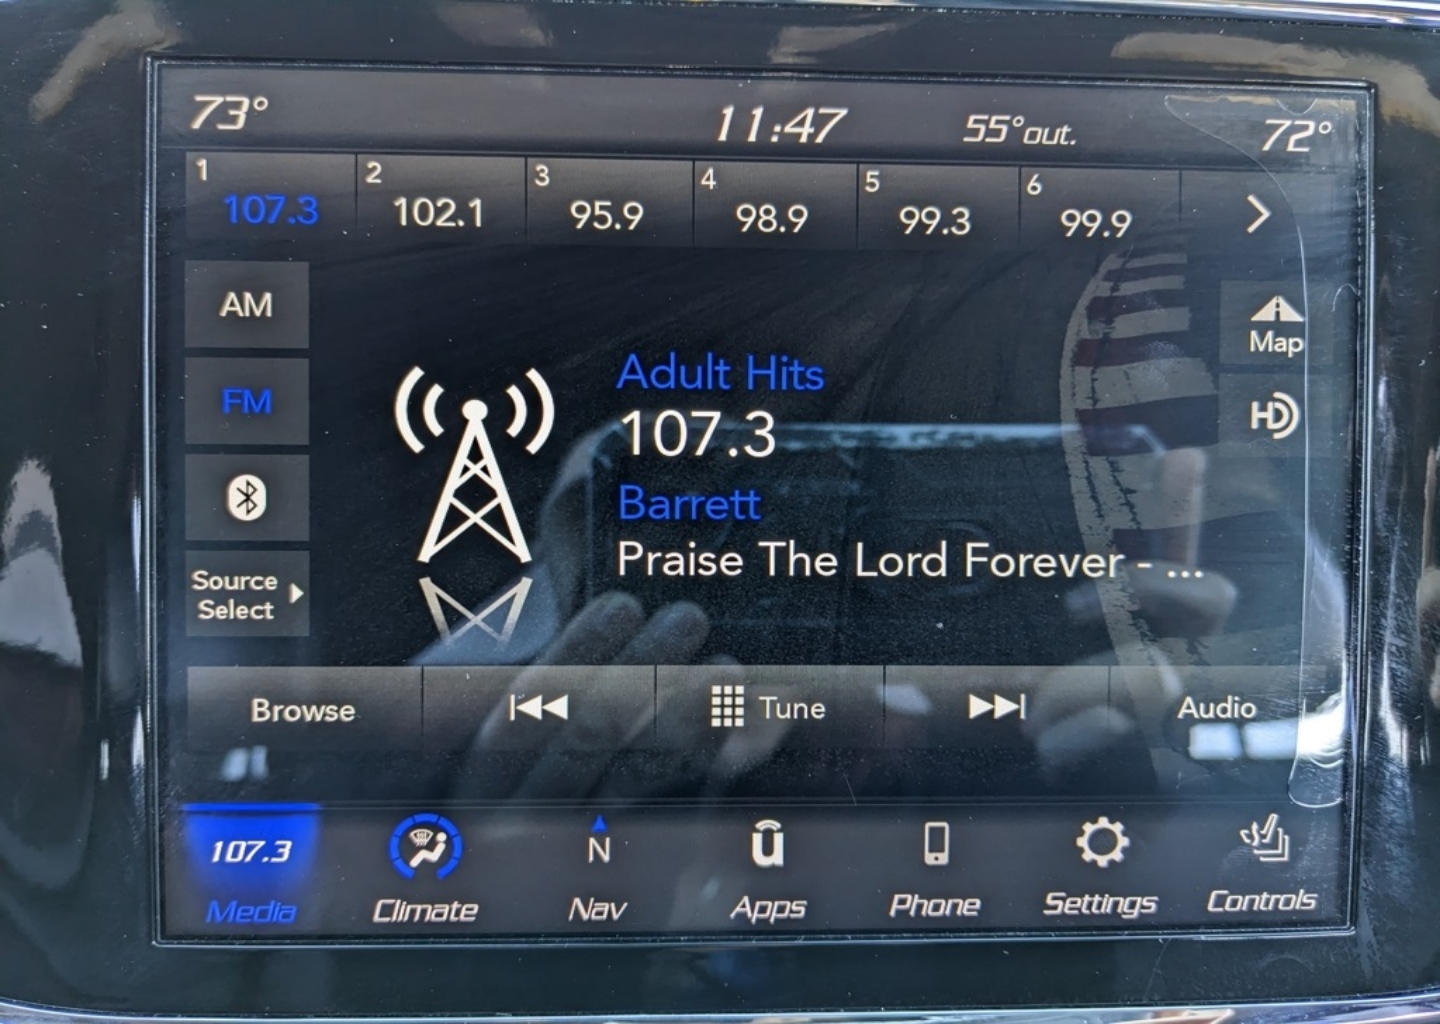 73° 11:47 55°out. 72°
1 2 3 4 5 6
107.3 102.1 95.9 98.9 99.3 99.9
AM
FM
Source
Select
Adult Hits
107.3
Barrett
Praise The Lord Forever - ...
Map
HD
Browse Tune Audio
107.3 N u
Media Climate Nav Apps Phone Settings Controls